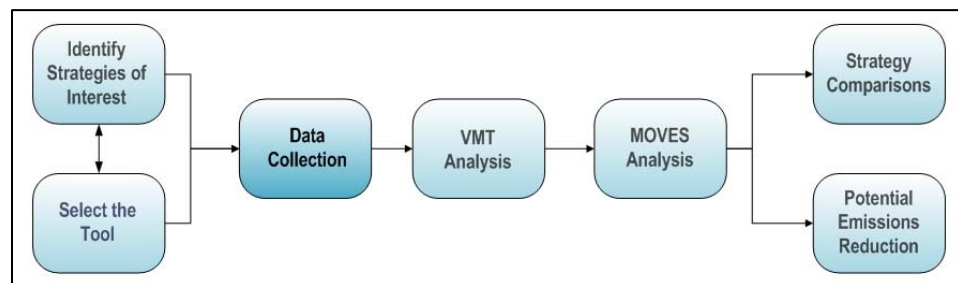 Identify
Strategies of
Interest
Select the
Tool
Data
Collection
VMT
Analysis
MOVES
Analysis
Strategy
Comparisons
Potential
Emissions
Reduction